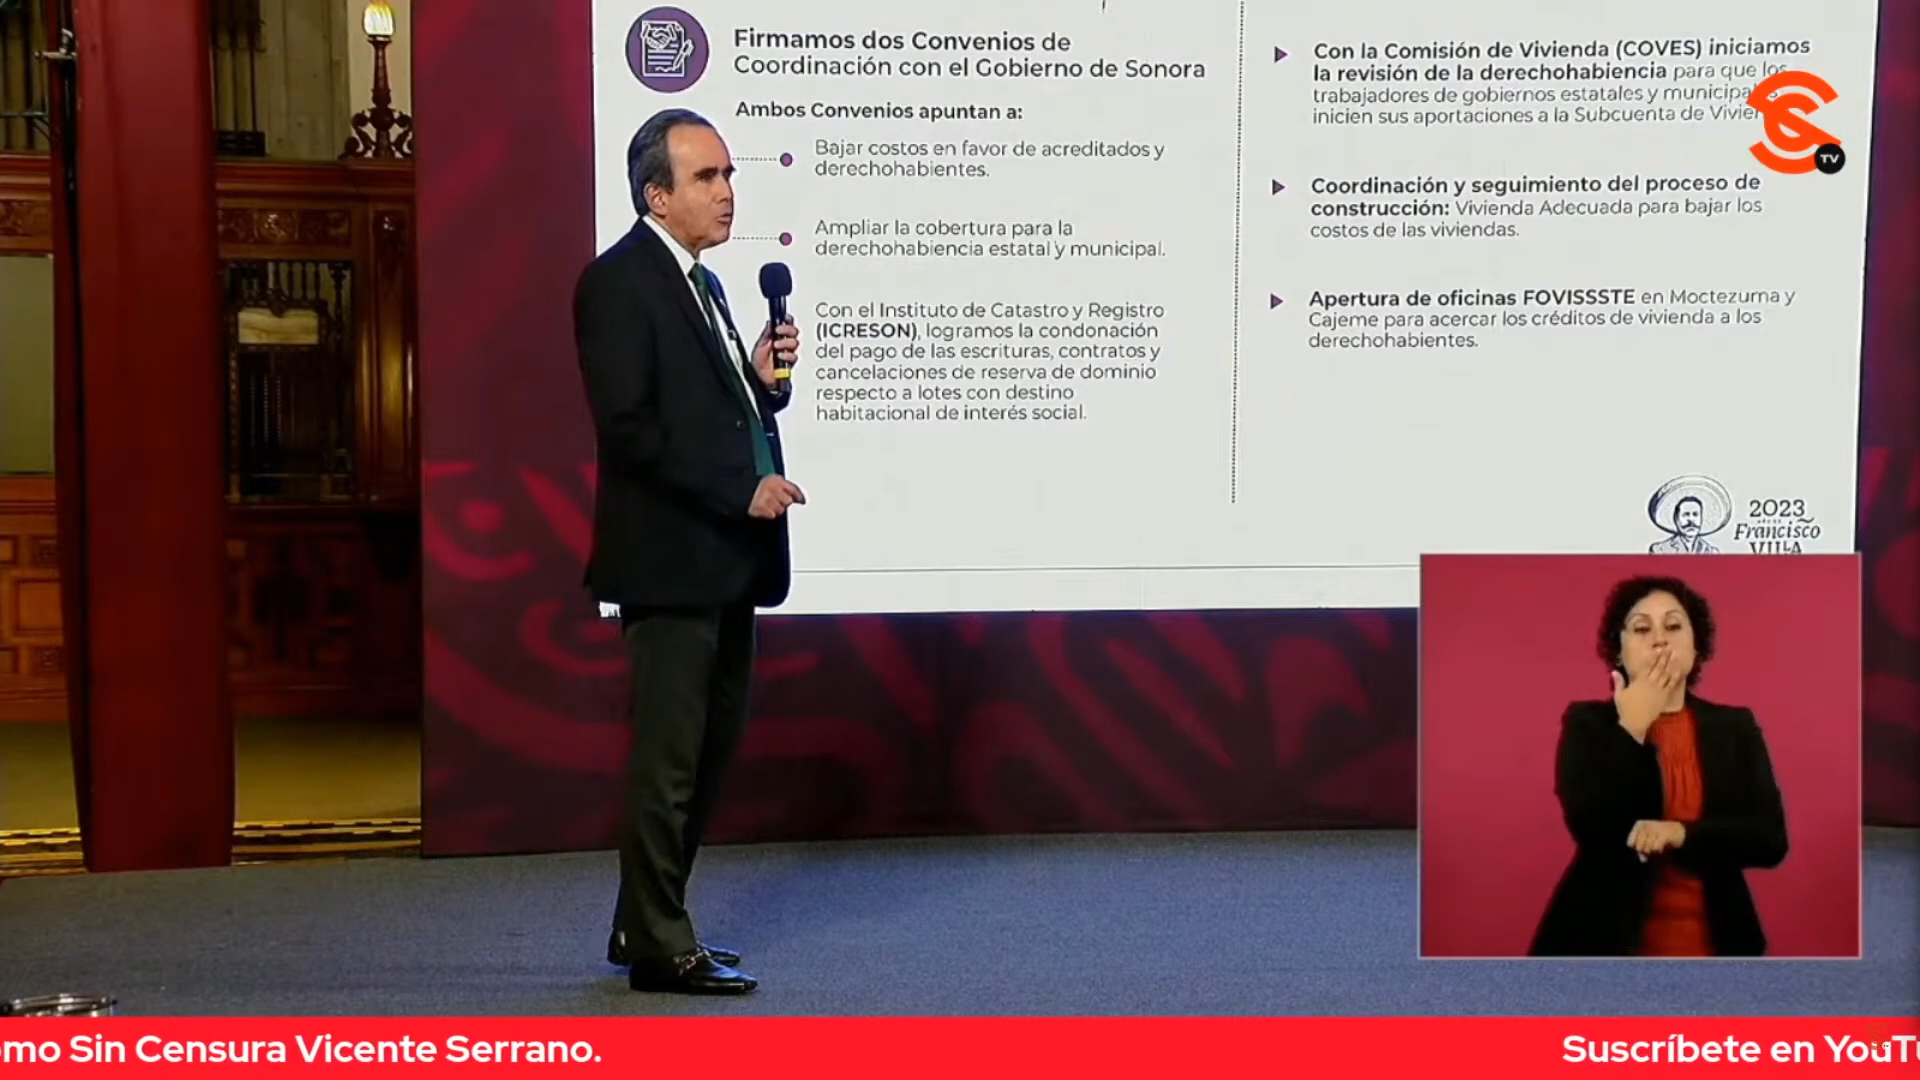 Firmamos dos Convenios de
Coordinación con el Gobierno de Sonora
Ambos Convenios apuntan a:
Bajar costos en favor de acreditados y
derechohabientes.
Ampliar la cobertura para la
derechohabiencia estatal y municipal.
Con el Instituto de Catastro y Registro
(ICRESON), logramos la condonación
del pago de las escrituras, contratos y
cancelaciones de reserva de dominio
respecto a lotes con destino
habitacional de interés social.
Con la Comisión de Vivienda (COVES) iniciamos
la revisión de la derechohabiencia para que los
trabajadores de gobiernos estatales y
inicien sus aportaciones a la Subcuenta de
Coordinación y seguimiento del proceso de
construcción: Vivienda Adecuada para bajar los
costos de las viviendas.
Apertura de oficinas FOVISSSTE en Moctezuma y
Cajeme para acercar los créditos de vivienda a los
derechohabientes.
TV
2023
Francisco
VILLA
omo Sin Censura Vicente Serrano.
Suscríbete en YouTu